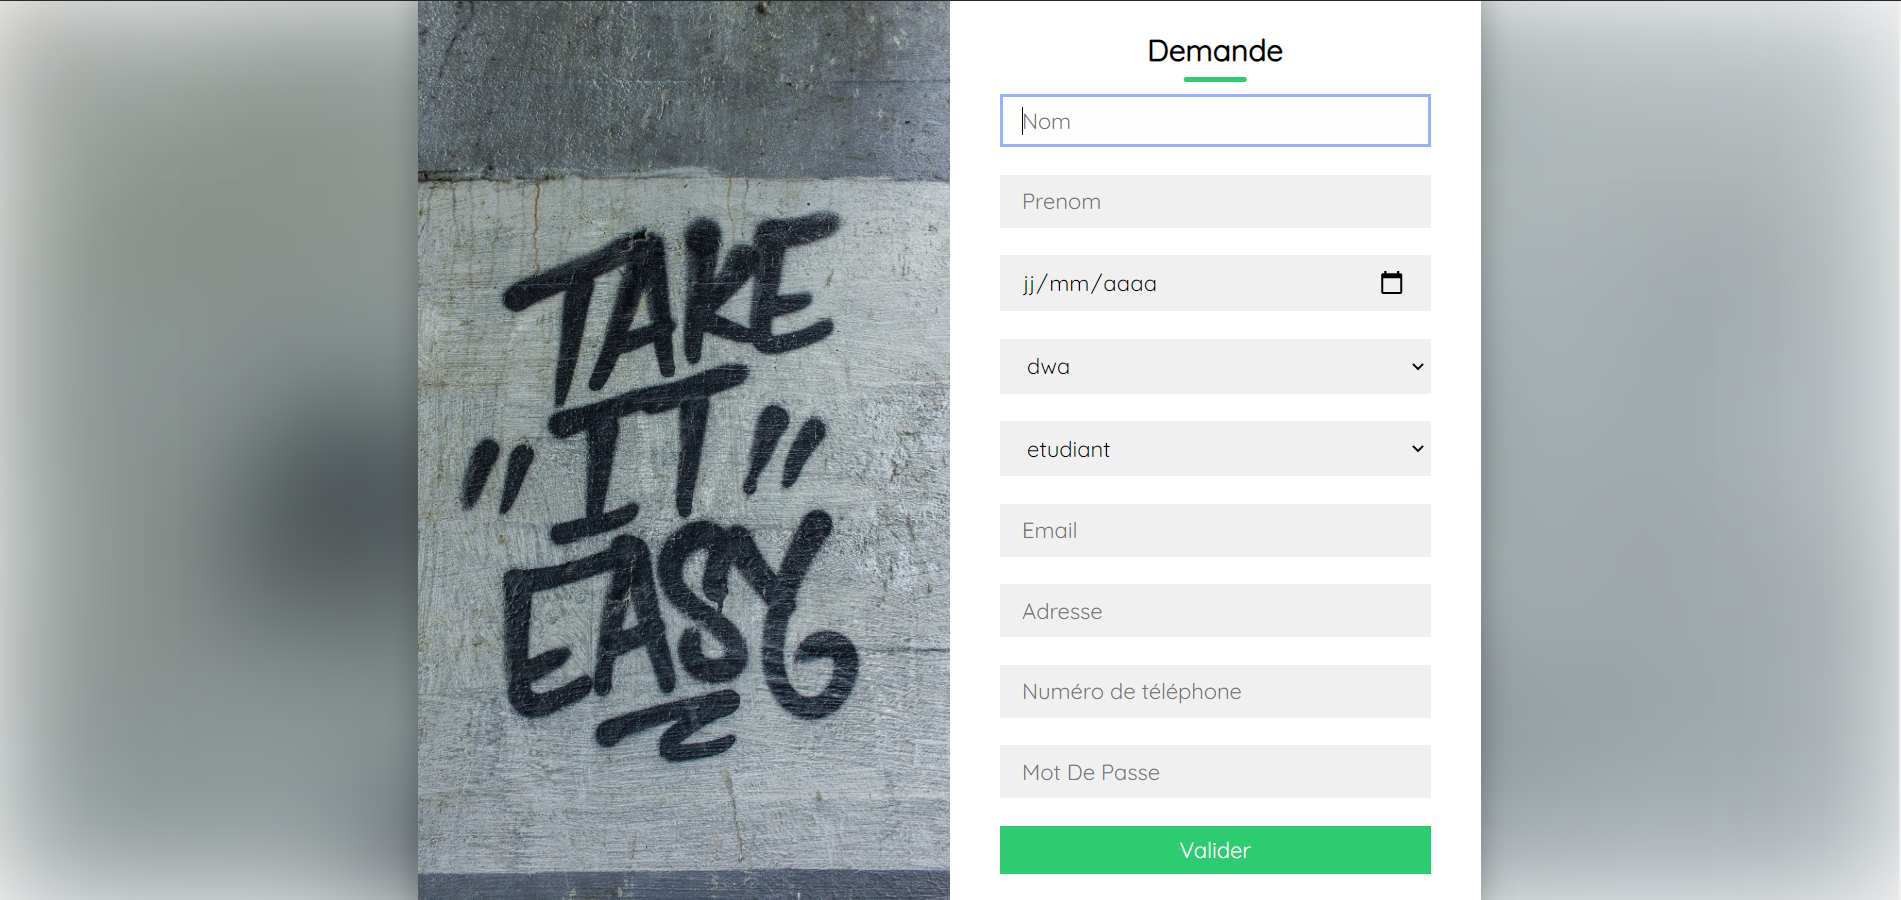 TAKE
"IT"
EASY
Demande
Nom
Prenom
jj/mm/aaaa
dwa
etudiant
Email
Adresse
Numéro de téléphone
Mot De Passe
Valider